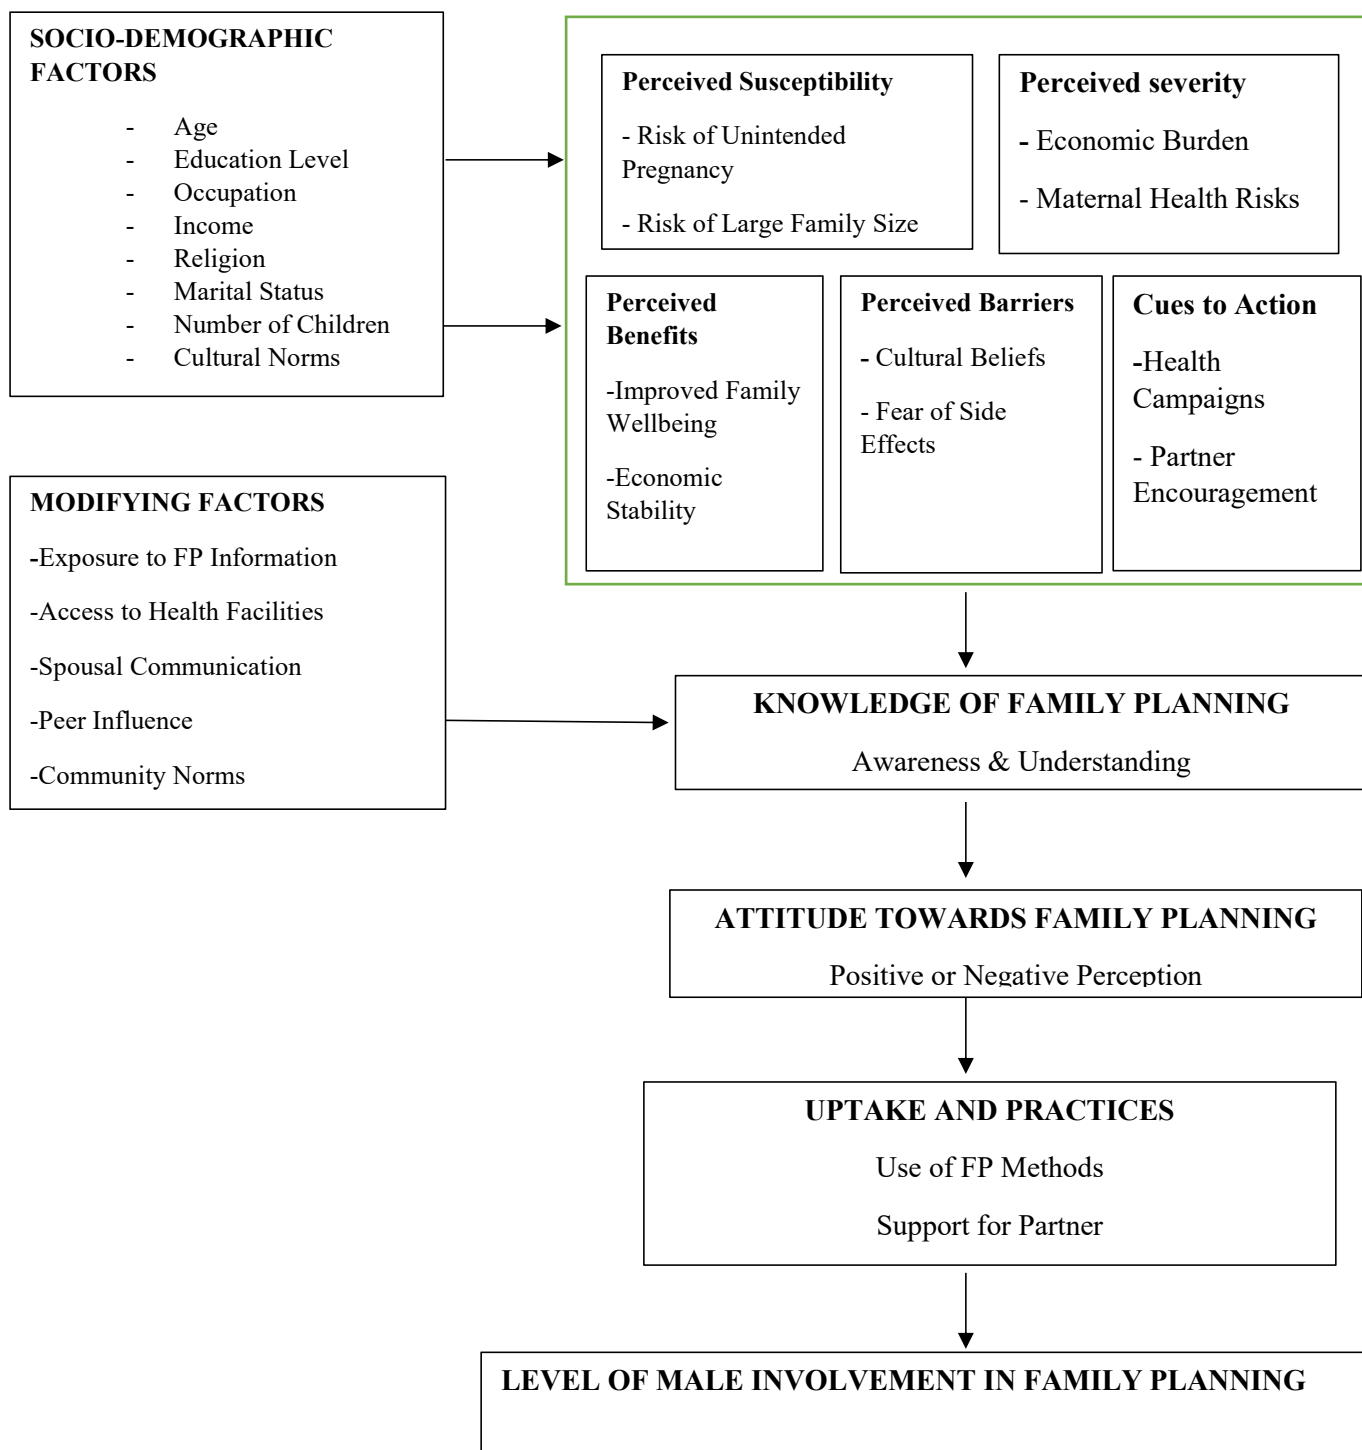 SOCIO-DEMOGRAPHIC
FACTORS
- Age
- Education Level
- Occupation
- Income
- Religion
- Marital Status
- Number of Children
- Cultural Norms
Perceived Susceptibility
- Risk of Unintended
Pregnancy
- Risk of Large Family Size
Perceived severity
- Economic Burden
- Maternal Health Risks
Perceived
Benefits
-Improved Family
Wellbeing
-Economic
Stability
Perceived Barriers
- Cultural Beliefs
- Fear of Side
Effects
Cues to Action
-Health
Campaigns
- Partner
Encouragement
MODIFYING FACTORS
-Exposure to FP Information
-Access to Health Facilities
-Spousal Communication
-Peer Influence
-Community Norms
KNOWLEDGE OF FAMILY PLANNING
Awareness & Understanding
ATTITUDE TOWARDS FAMILY PLANNING
Positive or Negative Perception
UPTAKE AND PRACTICES
Use of FP Methods
Support for Partner
LEVEL OF MALE INVOLVEMENT IN FAMILY PLANNING